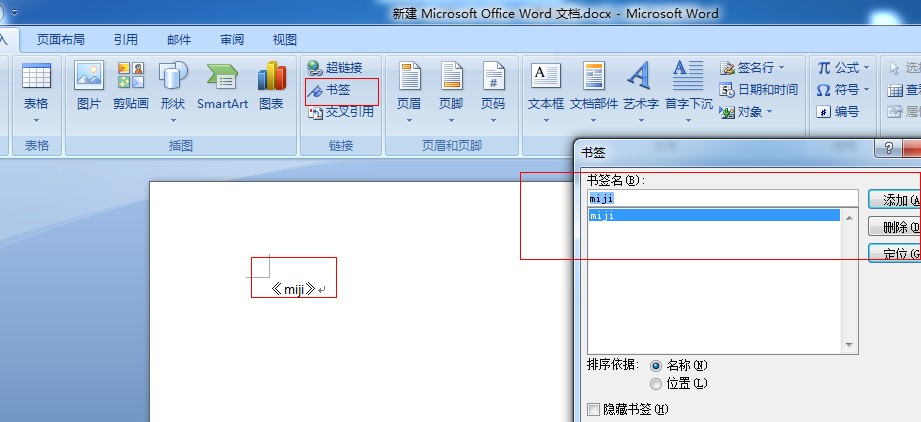 新建 Microsoft Office Word 文档.docx - Microsoft Word
入 页面布局 引用 邮件 审阅 视图
表格 图片 剪贴画 形状 SmartArt 图表 超链接 书签 交叉引用 页眉 页脚 页码 文本框 文档部件 艺术字 首字下沉 签名行 日期和时间 对象 公式 符号 编号
表格 插图 链接 页眉和页脚
书签
书签名(B):
miji
添加(A
miji
删除(D
定位(G
《miji》
排序依据: 名称(N)
位置(L)
隐藏书签(H)